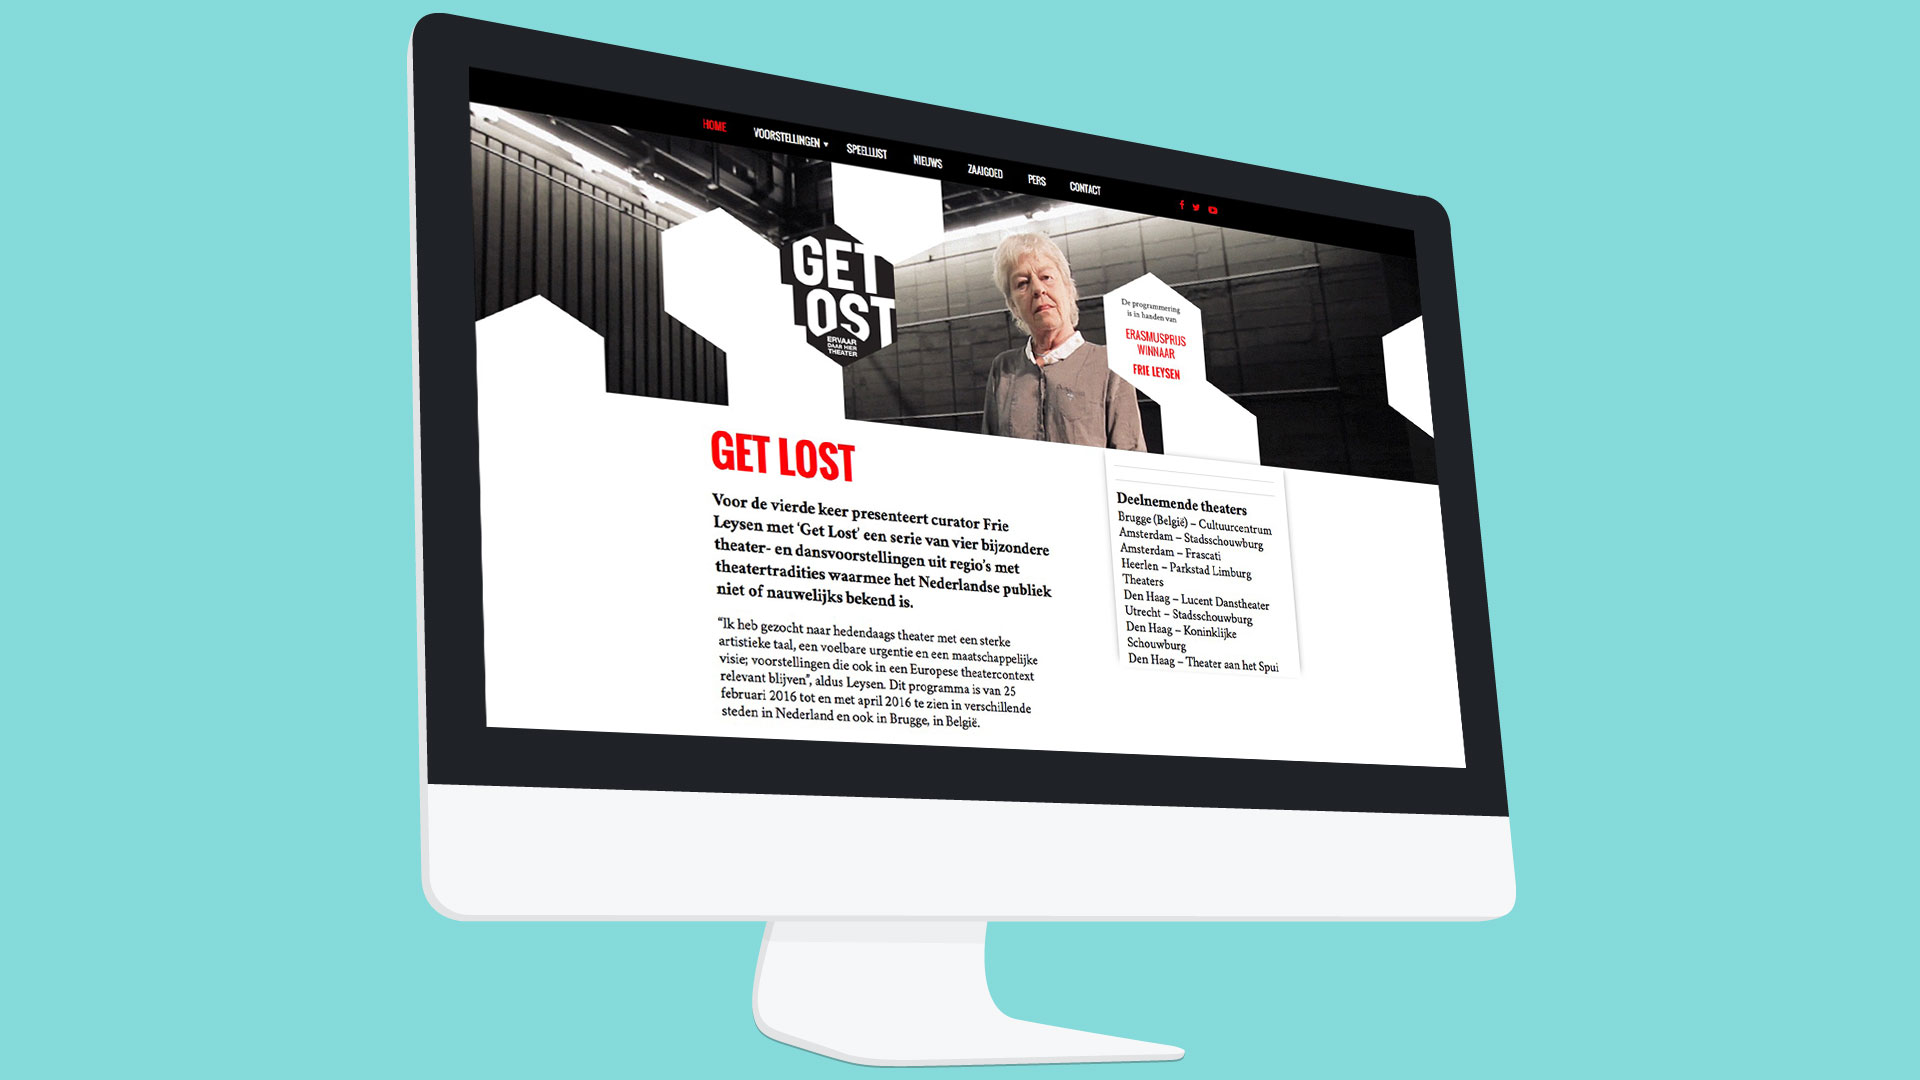 HOME VOORSTELLINGEN ▾ SPEELLIJST NIEUWS ZAAIGOED PERS CONTACT
GET
LOST
ERVAAR
DAAR HIER
THEATER
De programmering
is in handen van
ERASMUSPRIJS
WINNAAR
FRIE LEYSEN
GET LOST
Voor de vierde keer presenteert curator Frie
Leysen met ‘Get Lost’ een serie van vier bijzondere
theater- en dansvoorstellingen uit regio’s met
theatertradities waarmee het Nederlandse publiek
niet of nauwelijks bekend is.
“Ik heb gezocht naar hedendaags theater met een sterke
artistieke taal, een voelbare urgentie en een maatschappelijke
visie; voorstellingen die ook in een Europese theatercontext
relevant blijven”, aldus Leysen. Dit programma is van 25
februari 2016 tot en met april 2016 te zien in verschillende
steden in Nederland en ook in Brugge, in België.
Deelnemende theaters
Brugge (België) – Cultuurcentrum
Amsterdam – Stadsschouwburg
Amsterdam – Frascati
Heerlen – Parkstad Limburg
Theaters
Den Haag – Lucent Danstheater
Utrecht – Stadsschouwburg
Den Haag – Koninklijke
Schouwburg
Den Haag – Theater aan het Spui